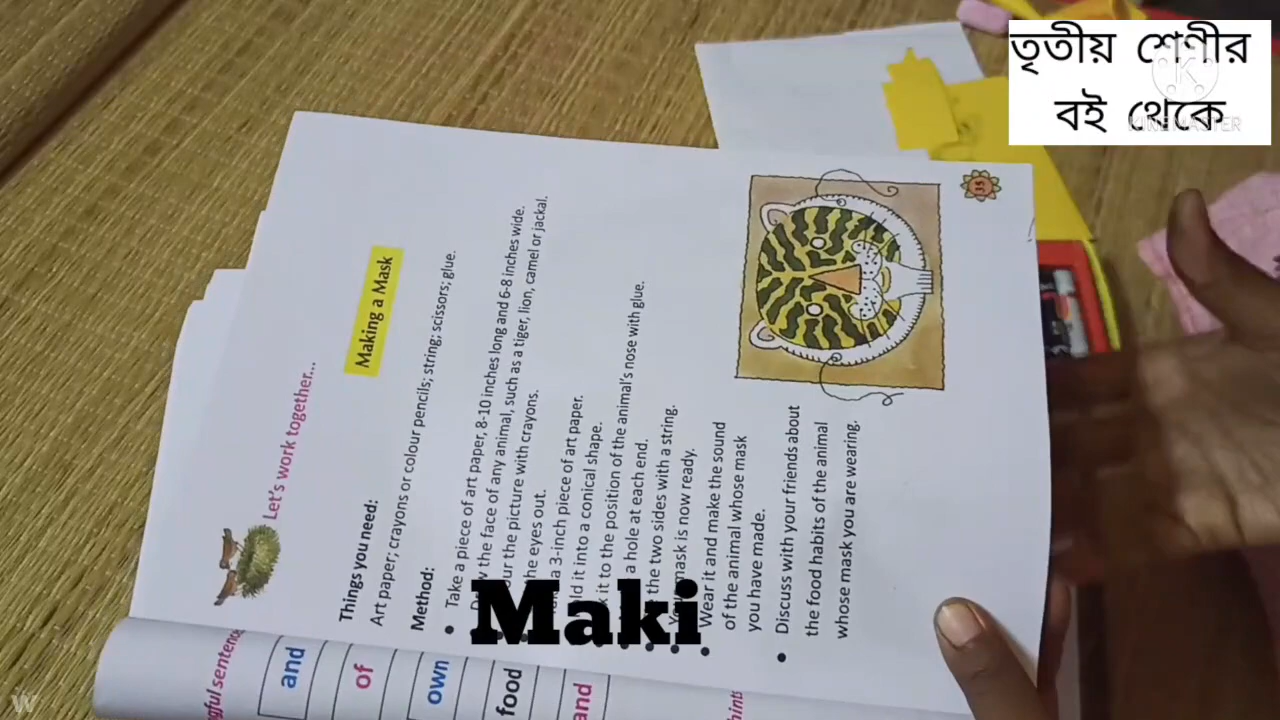 তৃতীয় শ্রেণীর
বই থেকে
KINEMASTER
Let's work together...
Making a Mask
Things you need:
Art paper; crayons or colour pencils; string; scissors; glue.
Method:
• Take a piece of art paper, 8-10 inches long and 6-8 inches wide.
the face of any animal, such as a tiger, lion, camel or jackal.
the picture with crayons.
the eyes out.
a 3-inch piece of art paper.
it into a conical shape.
it to the position of the animal's nose with glue.
a hole at each end.
the two sides with a string.
mask is now ready.
• Wear it and make the sound
of the animal whose mask
you have made.
• Discuss with your friends about
the food habits of the animal
whose mask you are wearing.
35
Maki
and
of
own
food
and
W